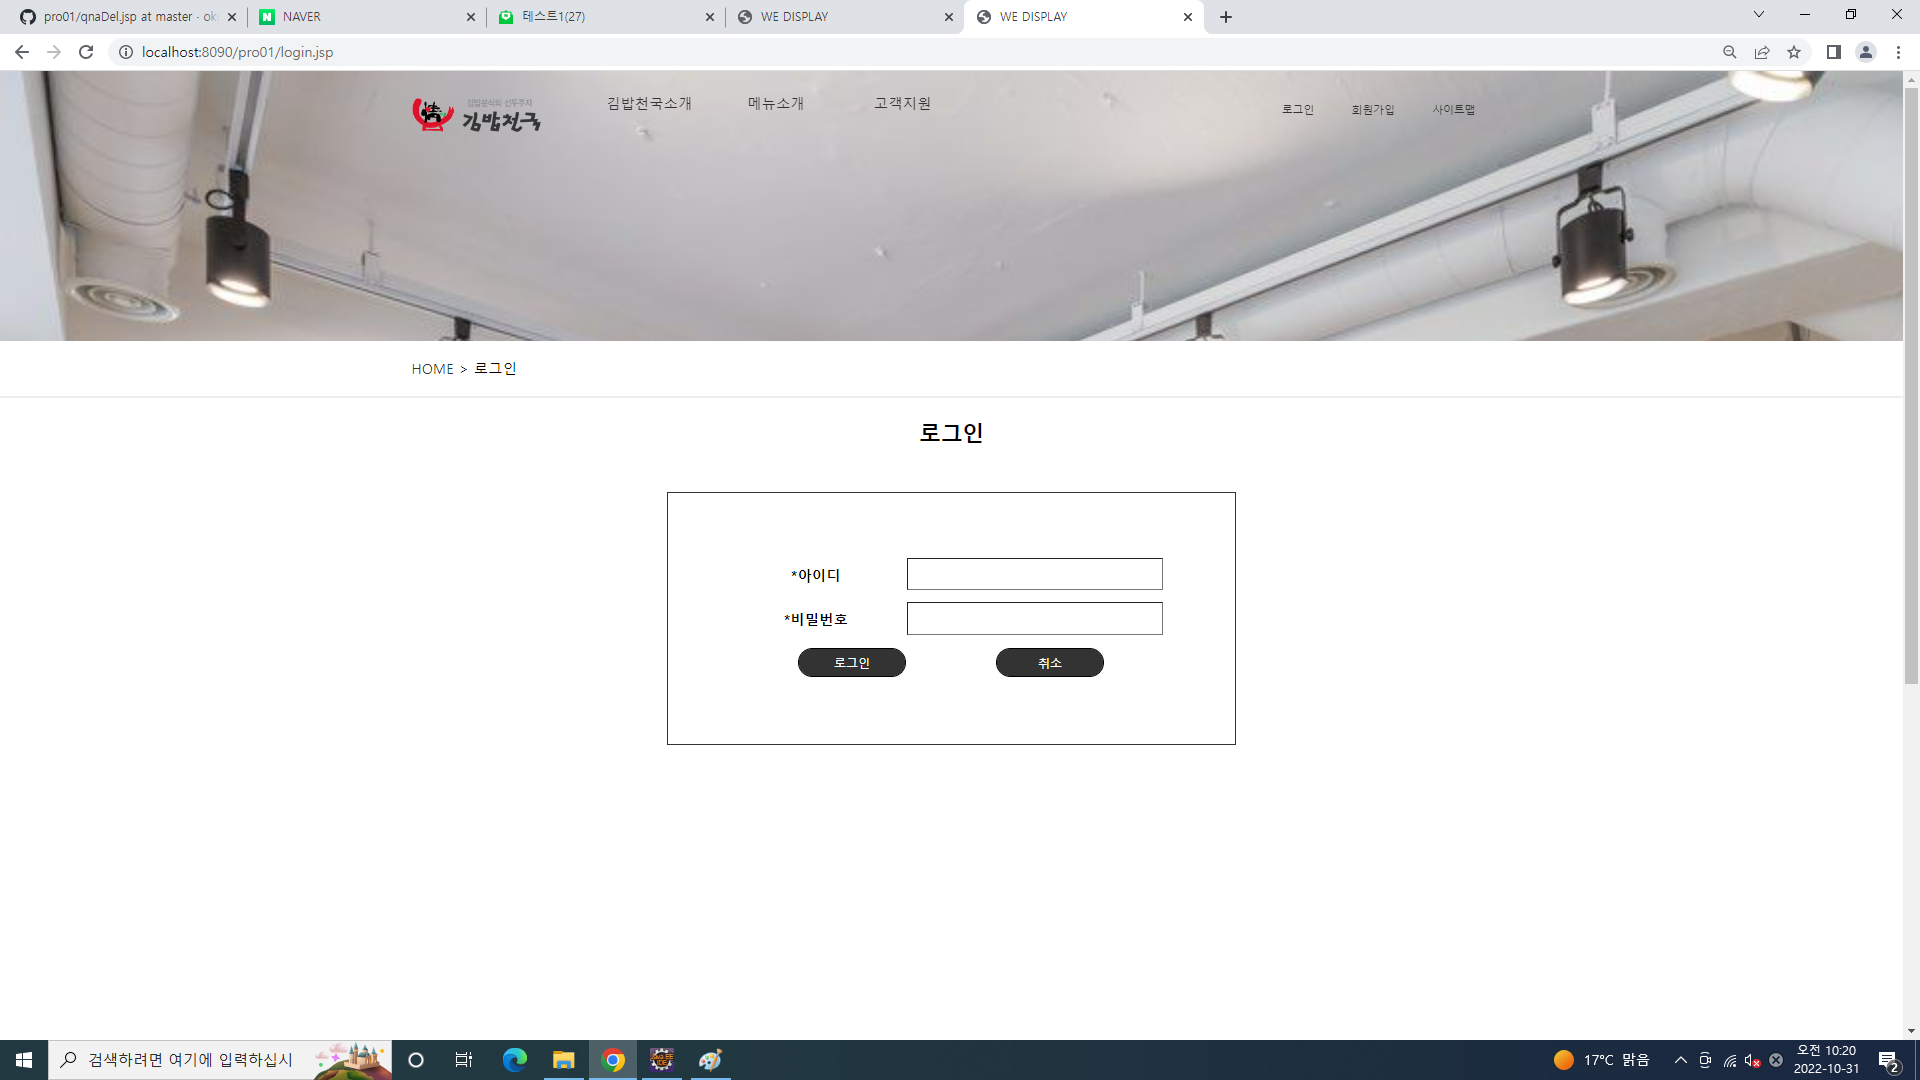 pro01/qnaDel.jsp at master · ok
NAVER
테스트1(27)
WE DISPLAY
WE DISPLAY
localhost:8090/pro01/login.jsp
김밥분식의 선두주자
김밥천국
김밥천국소개
메뉴소개
고객지원
로그인
회원가입
사이트맵
HOME > 로그인
로그인
*아이디
*비밀번호
로그인
취소
검색하려면 여기에 입력하십시
17°C 맑음
오전 10:20
2022-10-31
2